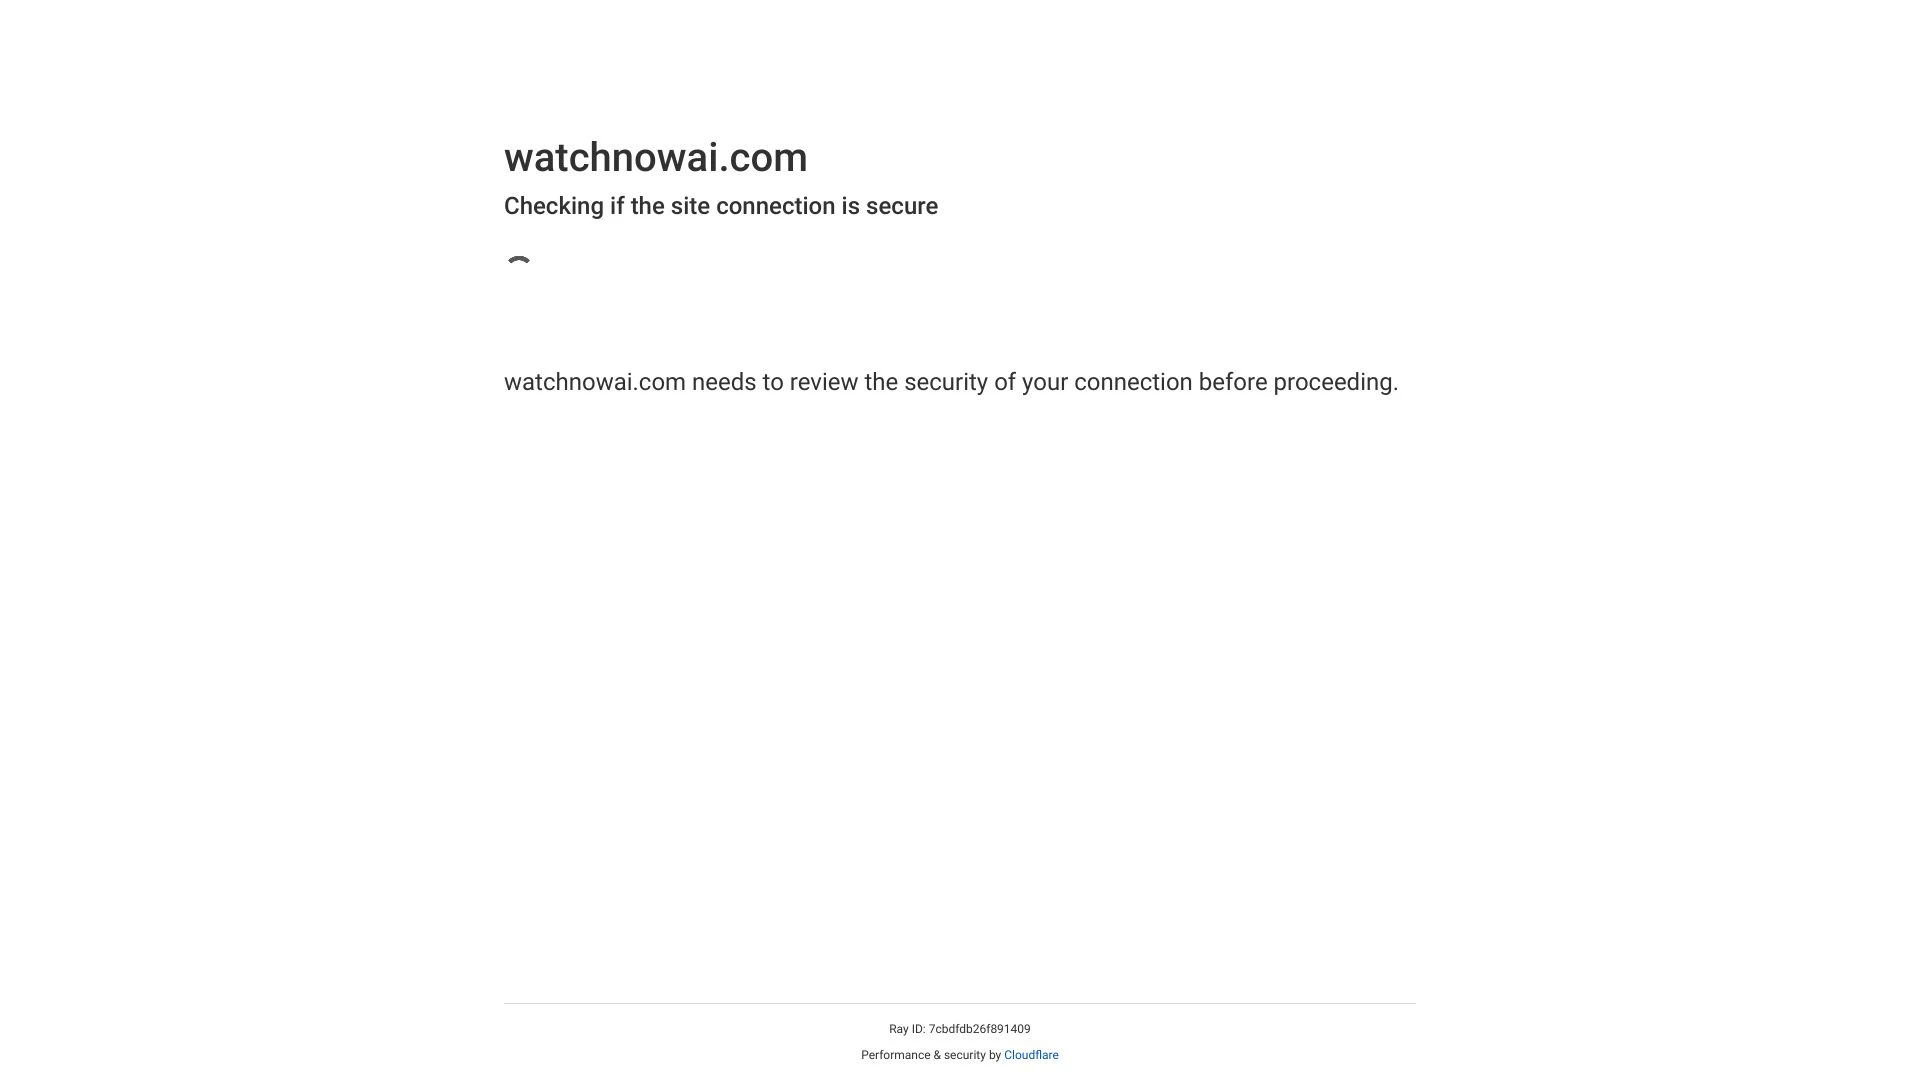 watchnowai.com
Checking if the site connection is secure
watchnowai.com needs to review the security of your connection before proceeding.
Ray ID: 7cbdfdb26f891409
Performance & security by Cloudflare